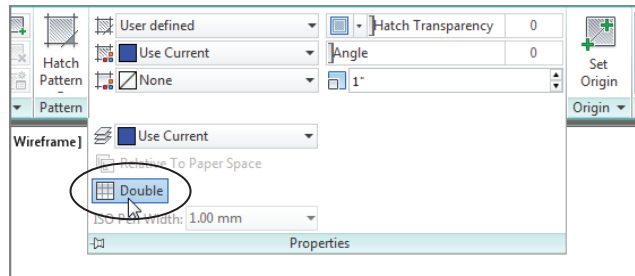 User defined
Hatch Transparency 0
Hatch
Pattern
Use Current
Angle 0
Set
Origin
None
1"
Pattern
Origin
Wireframe]
Use Current
Relative To Paper Space
Double
ISO Pen Width: 1.00 mm
Properties